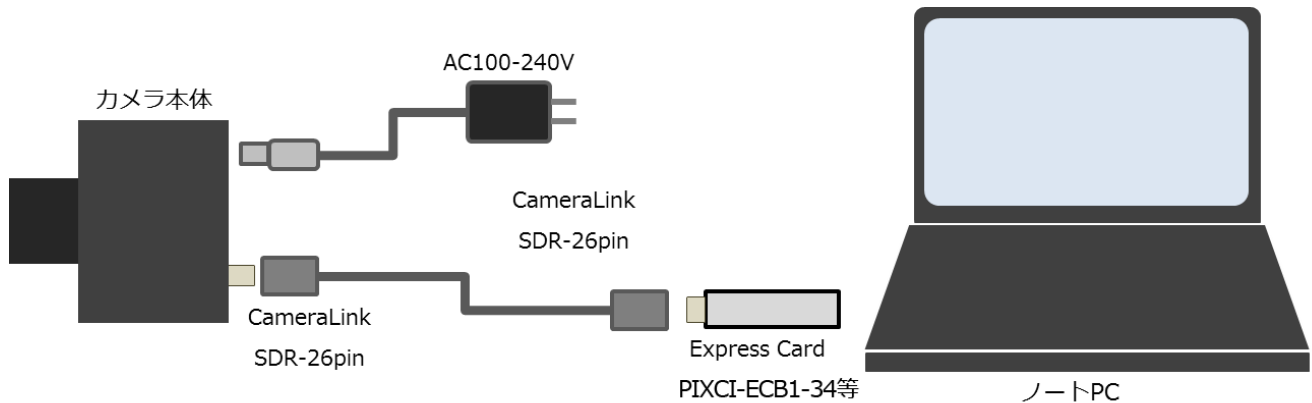 AC100-240V
カメラ本体
CameraLink
SDR-26pin
CameraLink
SDR-26pin
Express Card
PIXCI-ECB1-34等
ノートPC